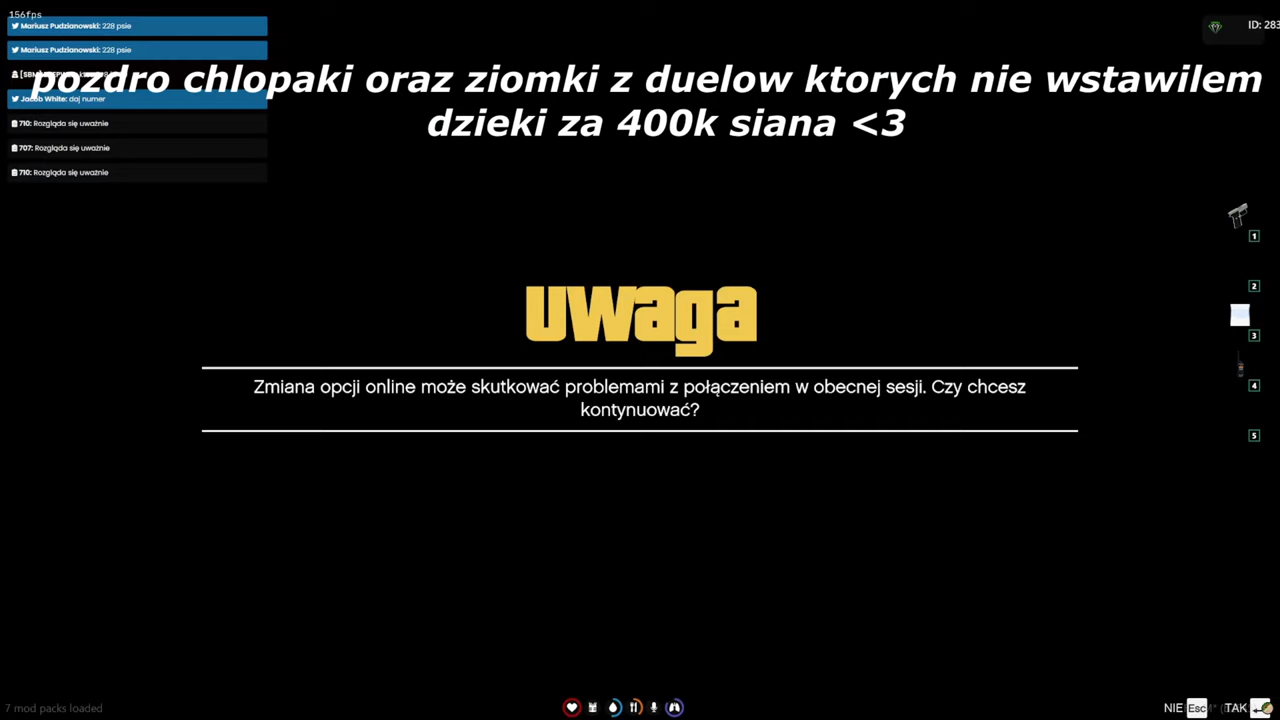 156fps
Mariusz Pudzianowski: 228 psie
Mariusz Pudzianowski: 228 psie
pozdro chlopaki oraz ziomki z duelow ktorych nie wstawilem
dzieki za 400k siana <3
Jacob White: daj numer
710: Rozgląda się uważnie
707: Rozgląda się uważnie
710: Rozgląda się uważnie
ID: 283
1
2
3
4
5
uwaga
Zmiana opcji online może skutkować problemami z połączeniem w obecnej sesji. Czy chcesz
kontynuować?
7 mod packs loaded
NIE Esc TAK